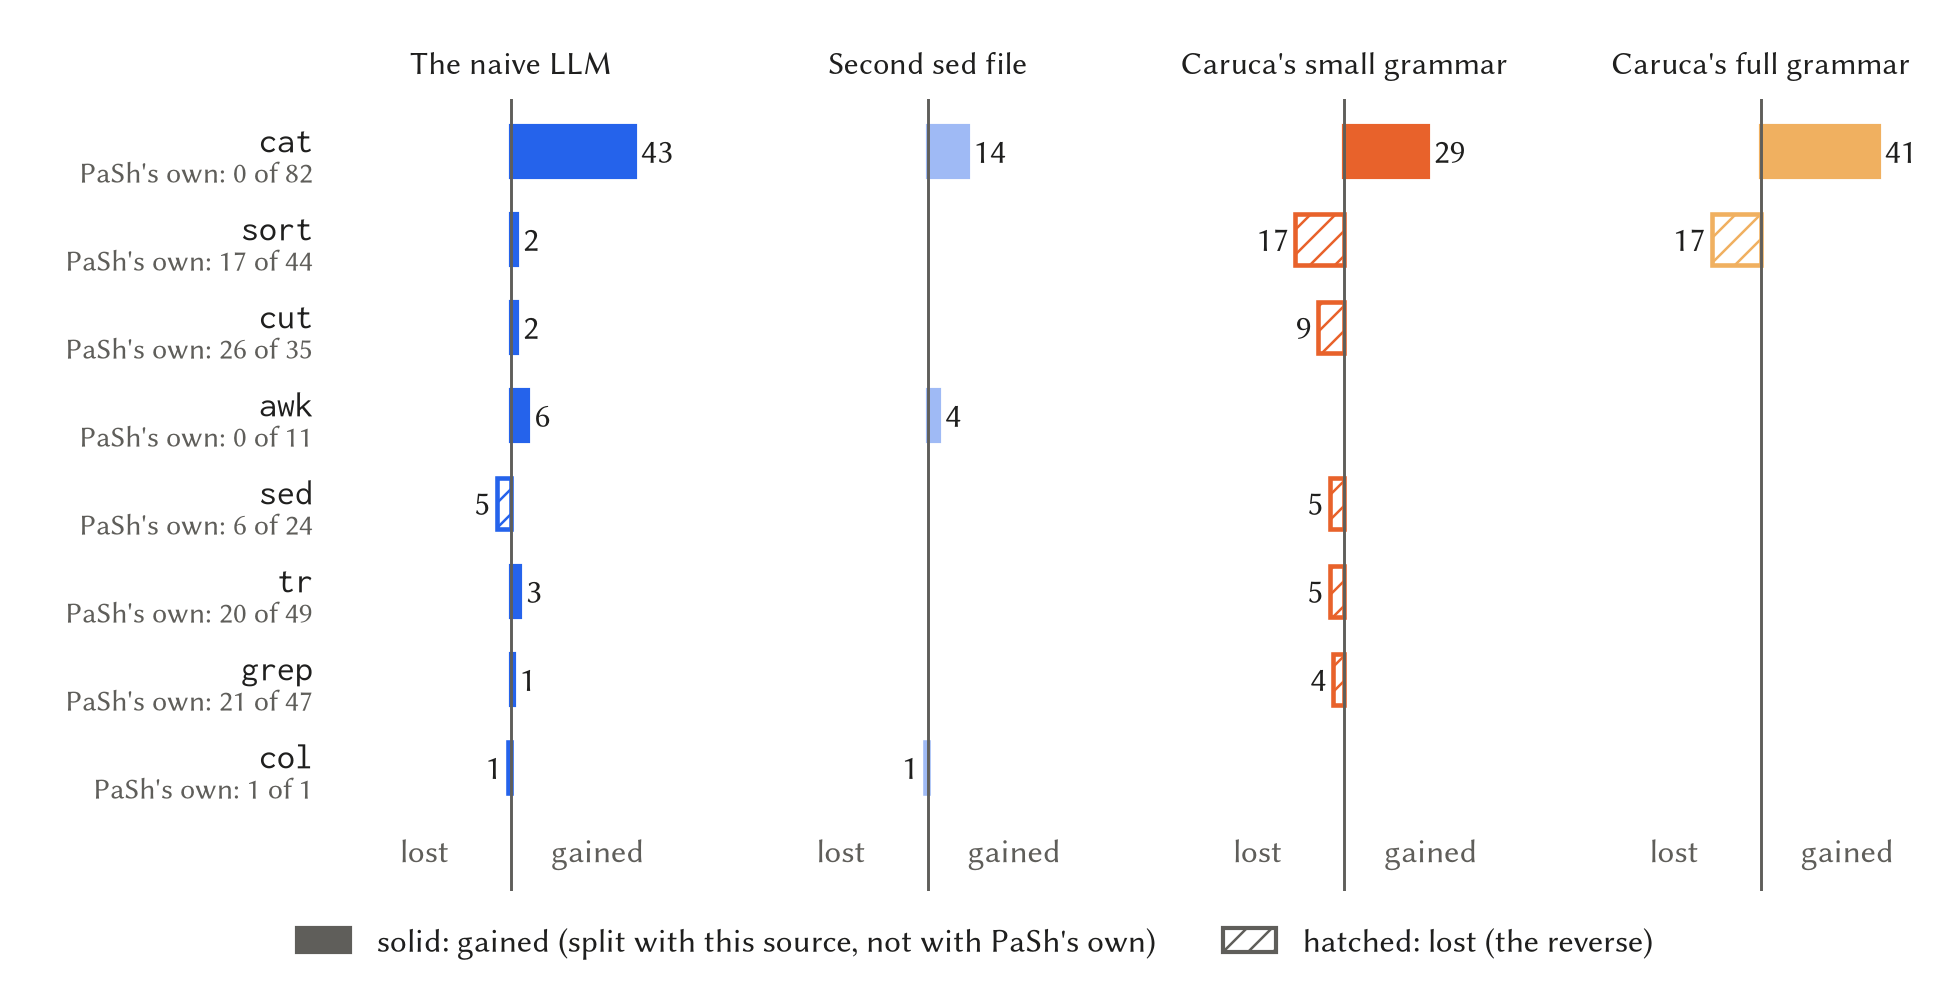 The naive LLM
Second sed file
Caruca's small grammar
Caruca's full grammar
cat
PaSh's own: 0 of 82
43
14
29
41
sort
PaSh's own: 17 of 44
2
17
17
cut
PaSh's own: 26 of 35
2
9
awk
PaSh's own: 0 of 11
6
4
sed
PaSh's own: 6 of 24
5
5
tr
PaSh's own: 20 of 49
3
5
grep
PaSh's own: 21 of 47
1
4
col
PaSh's own: 1 of 1
1
1
lost gained
lost gained
lost gained
lost gained
solid: gained (split with this source, not with PaSh's own)
hatched: lost (the reverse)